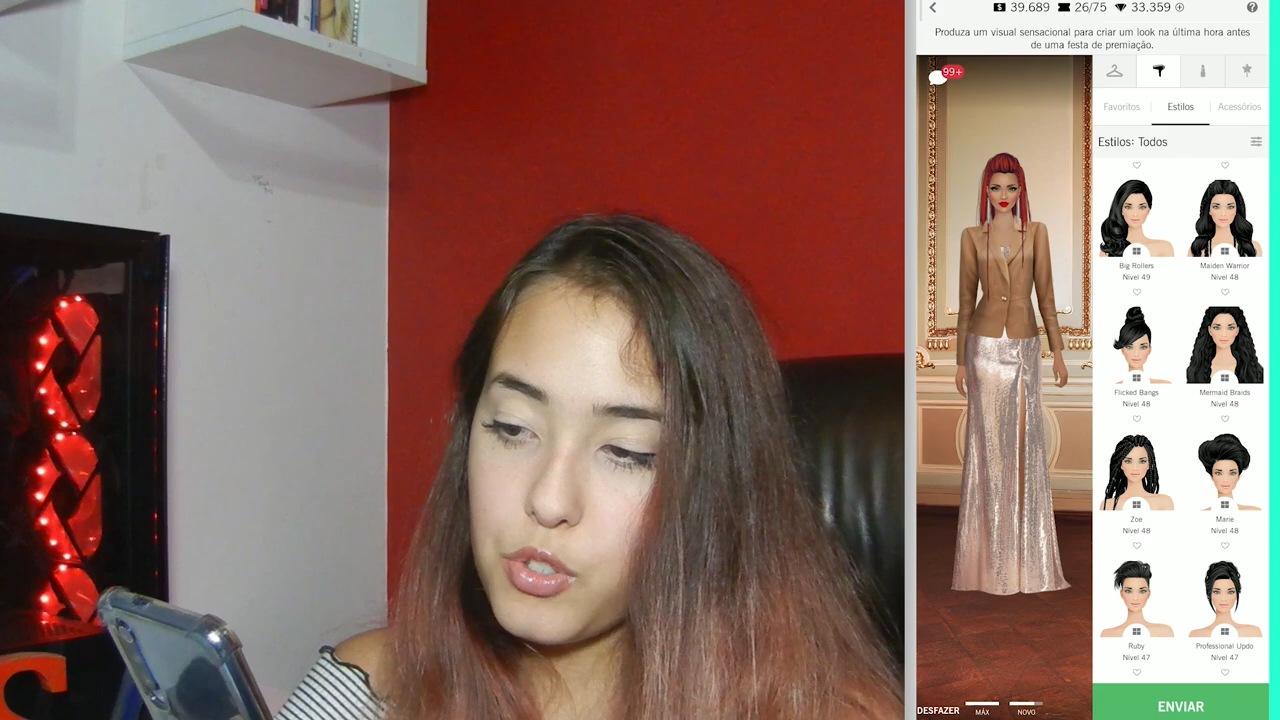 39.689 26/75 33.359
Produza um visual sensacional para criar um look na última hora antes
de uma festa de premiação.
99+
Favoritos Estilos Acessórios
Estilos: Todos
Big Rollers Maiden Warrior
Nível 49 Nível 48
Flicked Bangs Mermaid Braids
Nível 48 Nível 48
Zoe Marie
Nível 48 Nível 48
Ruby Professional Updo
Nível 47 Nível 47
DESFAZER MÁX NOVO
ENVIAR